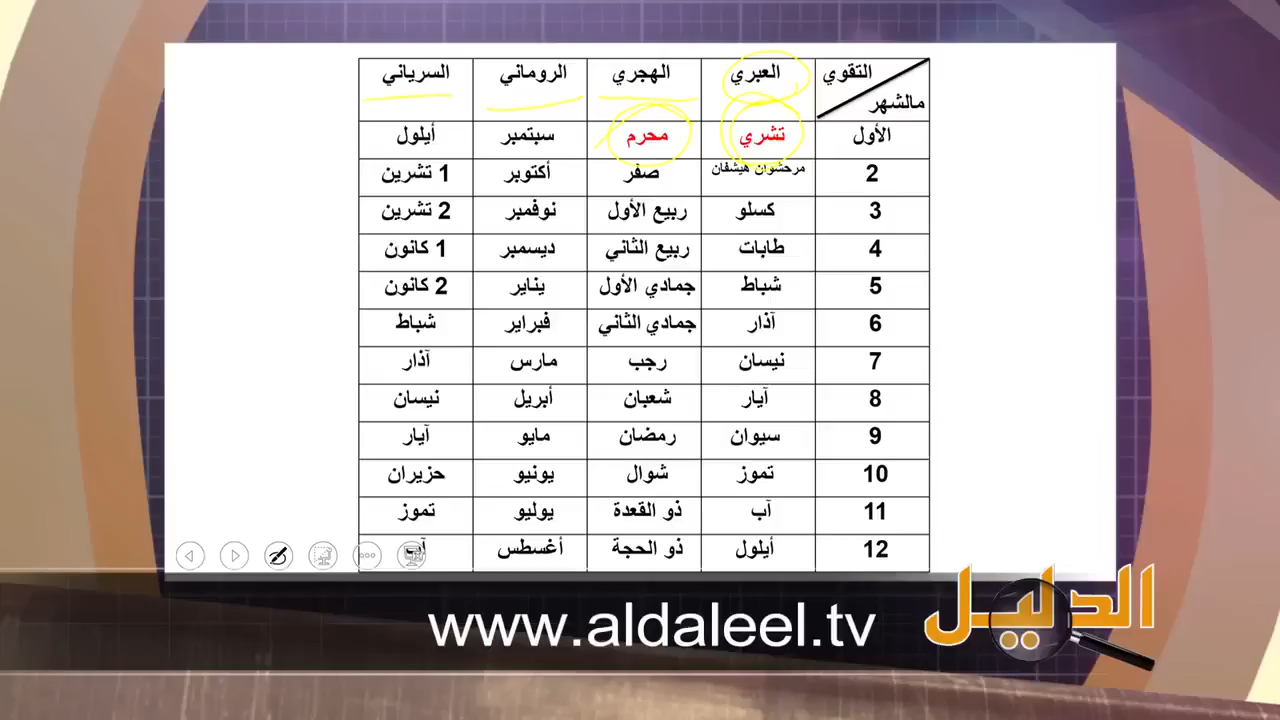 التقوي العبري الهجري الروماني السرياني
مالشهر
الأول تشري محرم سبتمبر أيلول
2 مرحشوان هيشفان صفر أكتوبر 1 تشرين
3 كسلو ربيع الأول نوفمبر 2 تشرين
4 طابات ربيع الثاني ديسمبر 1 كانون
5 شباط جمادي الأول يناير 2 كانون
6 آذار جمادي الثاني فبراير شباط
7 نيسان رجب مارس آذار
8 آيار شعبان أبريل نيسان
9 سيوان رمضان مايو آيار
10 تموز شوال يونيو حزيران
11 آب ذو القعدة يوليو تموز
12 أيلول ذو الحجة أغسطس آب
الدليل
www.aldaleel.tv